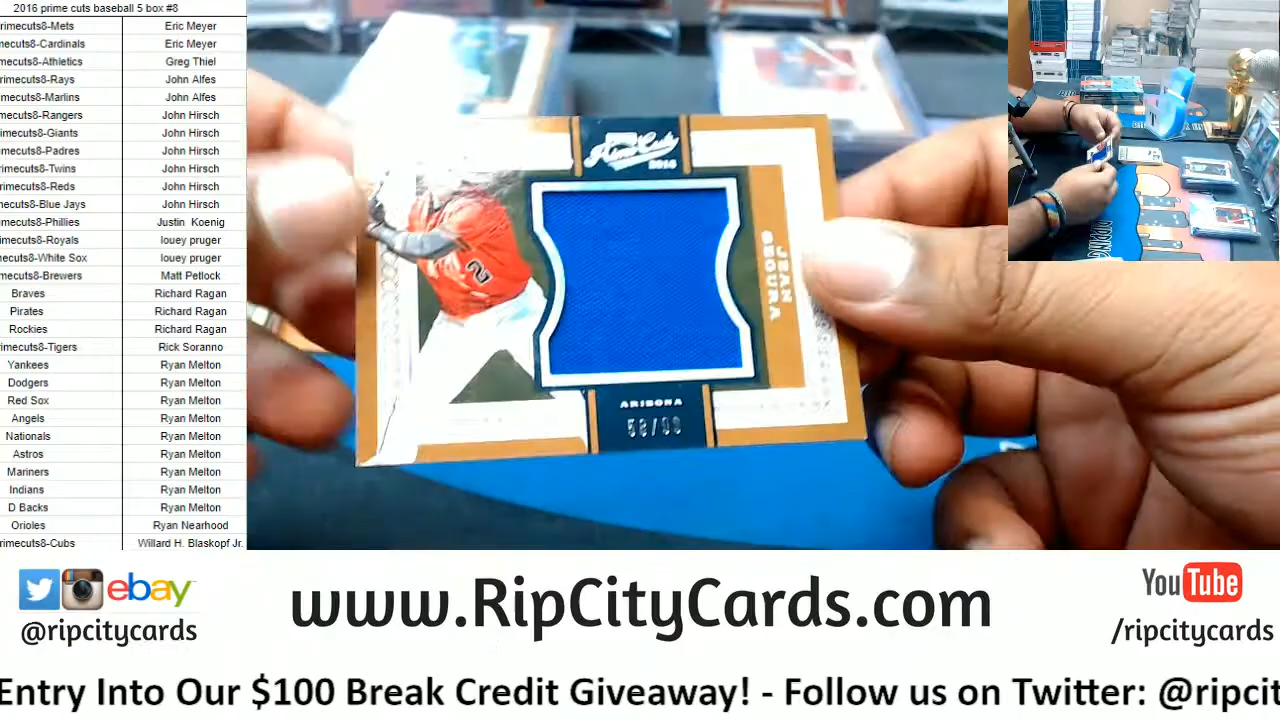 2016 prime cuts baseball 5 box #8
rimecuts8-Mets Eric Meyer
mecuts8-Cardinals Eric Meyer
mecuts8-Athletics Greg Thiel
rimecuts8-Rays John Alfes
imecuts8-Marlins John Alfes
mecuts8-Rangers John Hirsch
imecuts8-Giants John Hirsch
imecuts8-Padres John Hirsch
rimecuts8-Twins John Hirsch
rimecuts8-Reds John Hirsch
mecuts8-Blue Jays John Hirsch
mecuts8-Phillies Justin Koenig
imecuts8-Royals louey pruger
mecuts8-White Sox louey pruger
mecuts8-Brewers Matt Petlock
Braves Richard Ragan
Pirates Richard Ragan
Rockies Richard Ragan
rimecuts8-Tigers Rick Soranno
Yankees Ryan Melton
Dodgers Ryan Melton
Red Sox Ryan Melton
Angels Ryan Melton
Nationals Ryan Melton
Astros Ryan Melton
Mariners Ryan Melton
Indians Ryan Melton
D Backs Ryan Melton
Orioles Ryan Nearhood
rimecuts8-Cubs Willard H. Blaskopf Jr.
Prime Cuts
2016
2
JEAN
SEGURA
ARIZONA
ebay
@ripcitycards
www.RipCityCards.com
YouTube
/ripcitycards
Entry Into Our $100 Break Credit Giveaway! - Follow us on Twitter: @ripcit